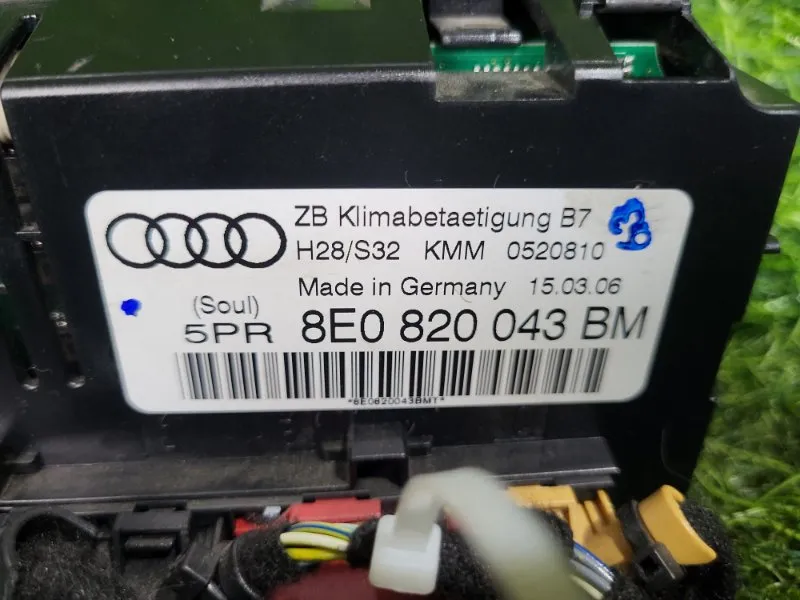 ZB Klimabetaetigung B7
H28/S32 KMM 0520810
Made in Germany 15.03.06
(Soul)
5PR 8E0 820 043 BM
*8E0820043BMT*